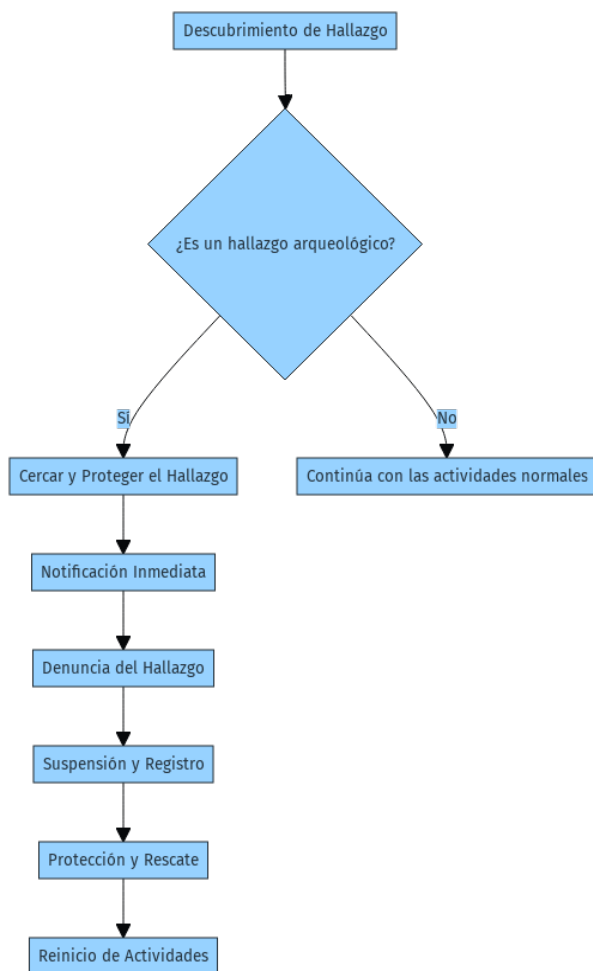 Descubrimiento de Hallazgo
¿Es un hallazgo arqueológico?
Sí
No
Cercar y Proteger el Hallazgo
Continúa con las actividades normales
Notificación Inmediata
Denuncia del Hallazgo
Suspensión y Registro
Protección y Rescate
Reinicio de Actividades